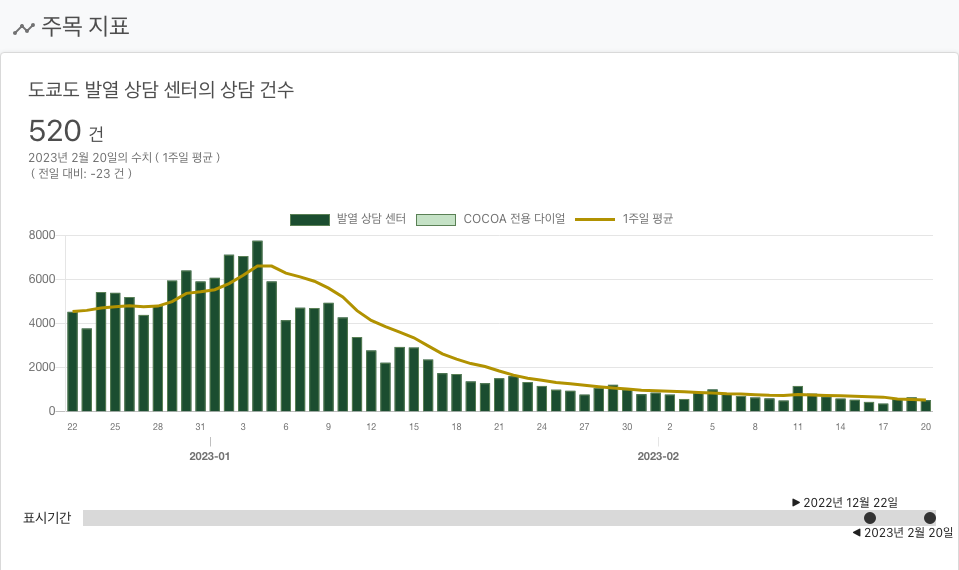 주목 지표
도쿄도 발열 상담 센터의 상담 건수
520 건
2023년 2월 20일의 수치 ( 1주일 평균 )
( 전일 대비: -23 건 )
발열 상담 센터 COCOA 전용 다이얼 1주일 평균
8000
6000
4000
2000
0
22 25 28 31 3 6 9 12 15 18 21 24 27 30 2 5 8 11 14 17 20
2023-01 2023-02
▶ 2022년 12월 22일
표시기간
◀ 2023년 2월 20일